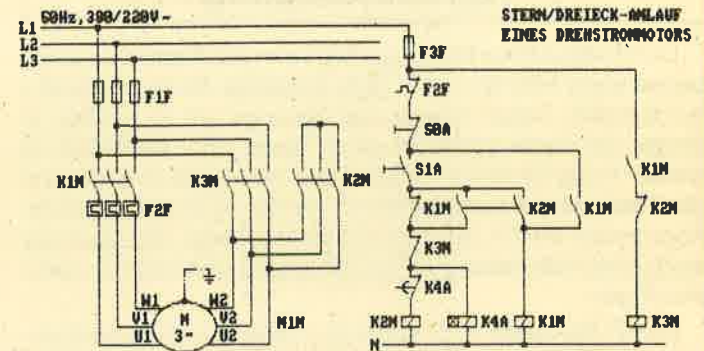 50Hz,380/220V~
STERN/DREIECK-ANLAUF
EINES DREHSTROMMOTORS
L1
L2
L3
F3F
F1F
F2F
S0A
S1A
K1M
K1M
K3M
K2M
K1M
K2M
K1M
K2M
F2F
K3M
K4A
W1
W2
V1
M
V2
U1
3~
U2
M1M
K2M
K4A
K1M
K3M
N